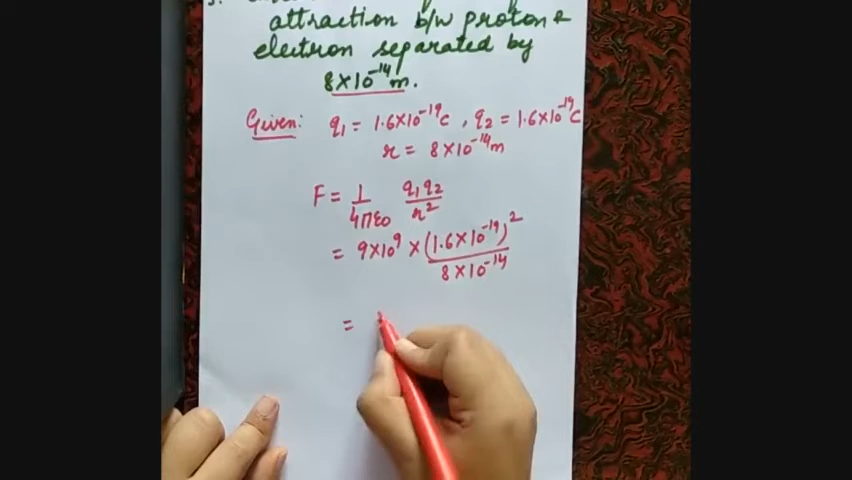 attraction b/w proton &
electron separated by
8×10⁻¹⁴m.
Given: q₁ = 1.6×10⁻¹⁹C , q₂ = 1.6×10⁻¹⁹C
r = 8×10⁻¹⁴m
F = 1/4πε₀ q₁q₂/r²
= 9×10⁹ × (1.6×10⁻¹⁹)²/8×10⁻¹⁴
=